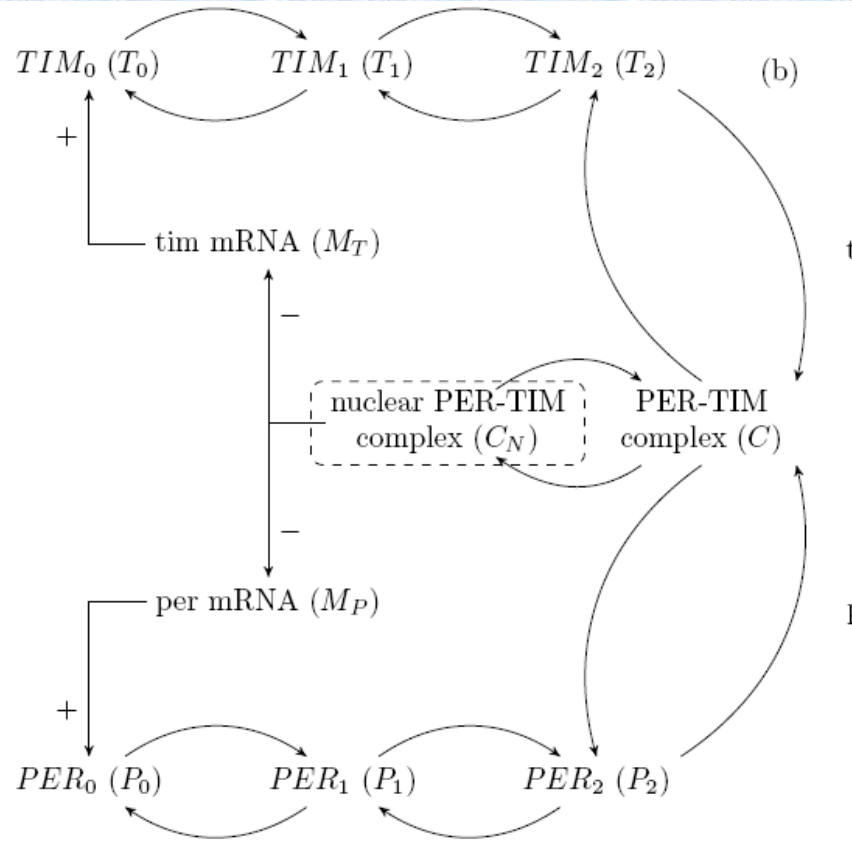 TIM₀ (T₀) TIM₁ (T₁) TIM₂ (T₂) (b)
+
tim mRNA (M_T)
−
nuclear PER-TIM
complex (C_N)
PER-TIM
complex (C)
−
per mRNA (M_P)
+
PER₀ (P₀) PER₁ (P₁) PER₂ (P₂)